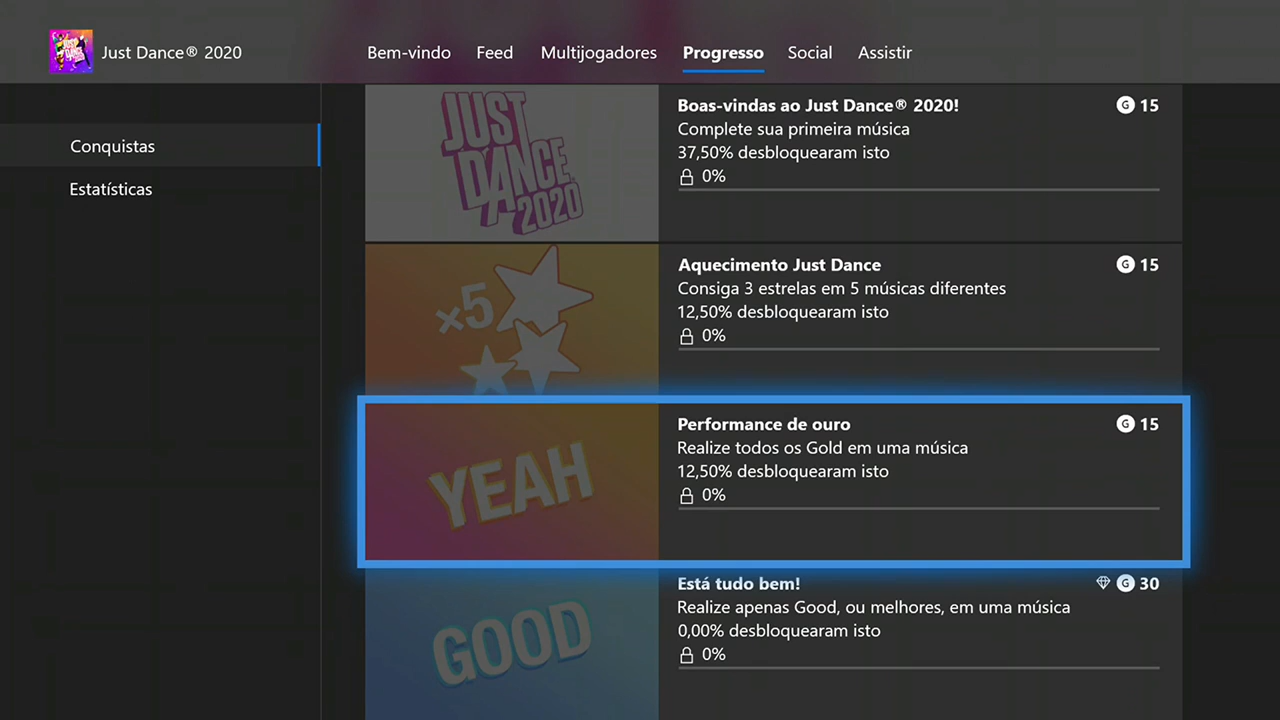 Just Dance® 2020
Bem-vindo Feed Multijogadores Progresso Social Assistir
Conquistas
Estatísticas
JUST
DANCE
2020
Boas-vindas ao Just Dance® 2020! G 15
Complete sua primeira música
37,50% desbloquearam isto
0%
×5
Aquecimento Just Dance G 15
Consiga 3 estrelas em 5 músicas diferentes
12,50% desbloquearam isto
0%
YEAH
Performance de ouro G 15
Realize todos os Gold em uma música
12,50% desbloquearam isto
0%
GOOD
Está tudo bem! G 30
Realize apenas Good, ou melhores, em uma música
0,00% desbloquearam isto
0%